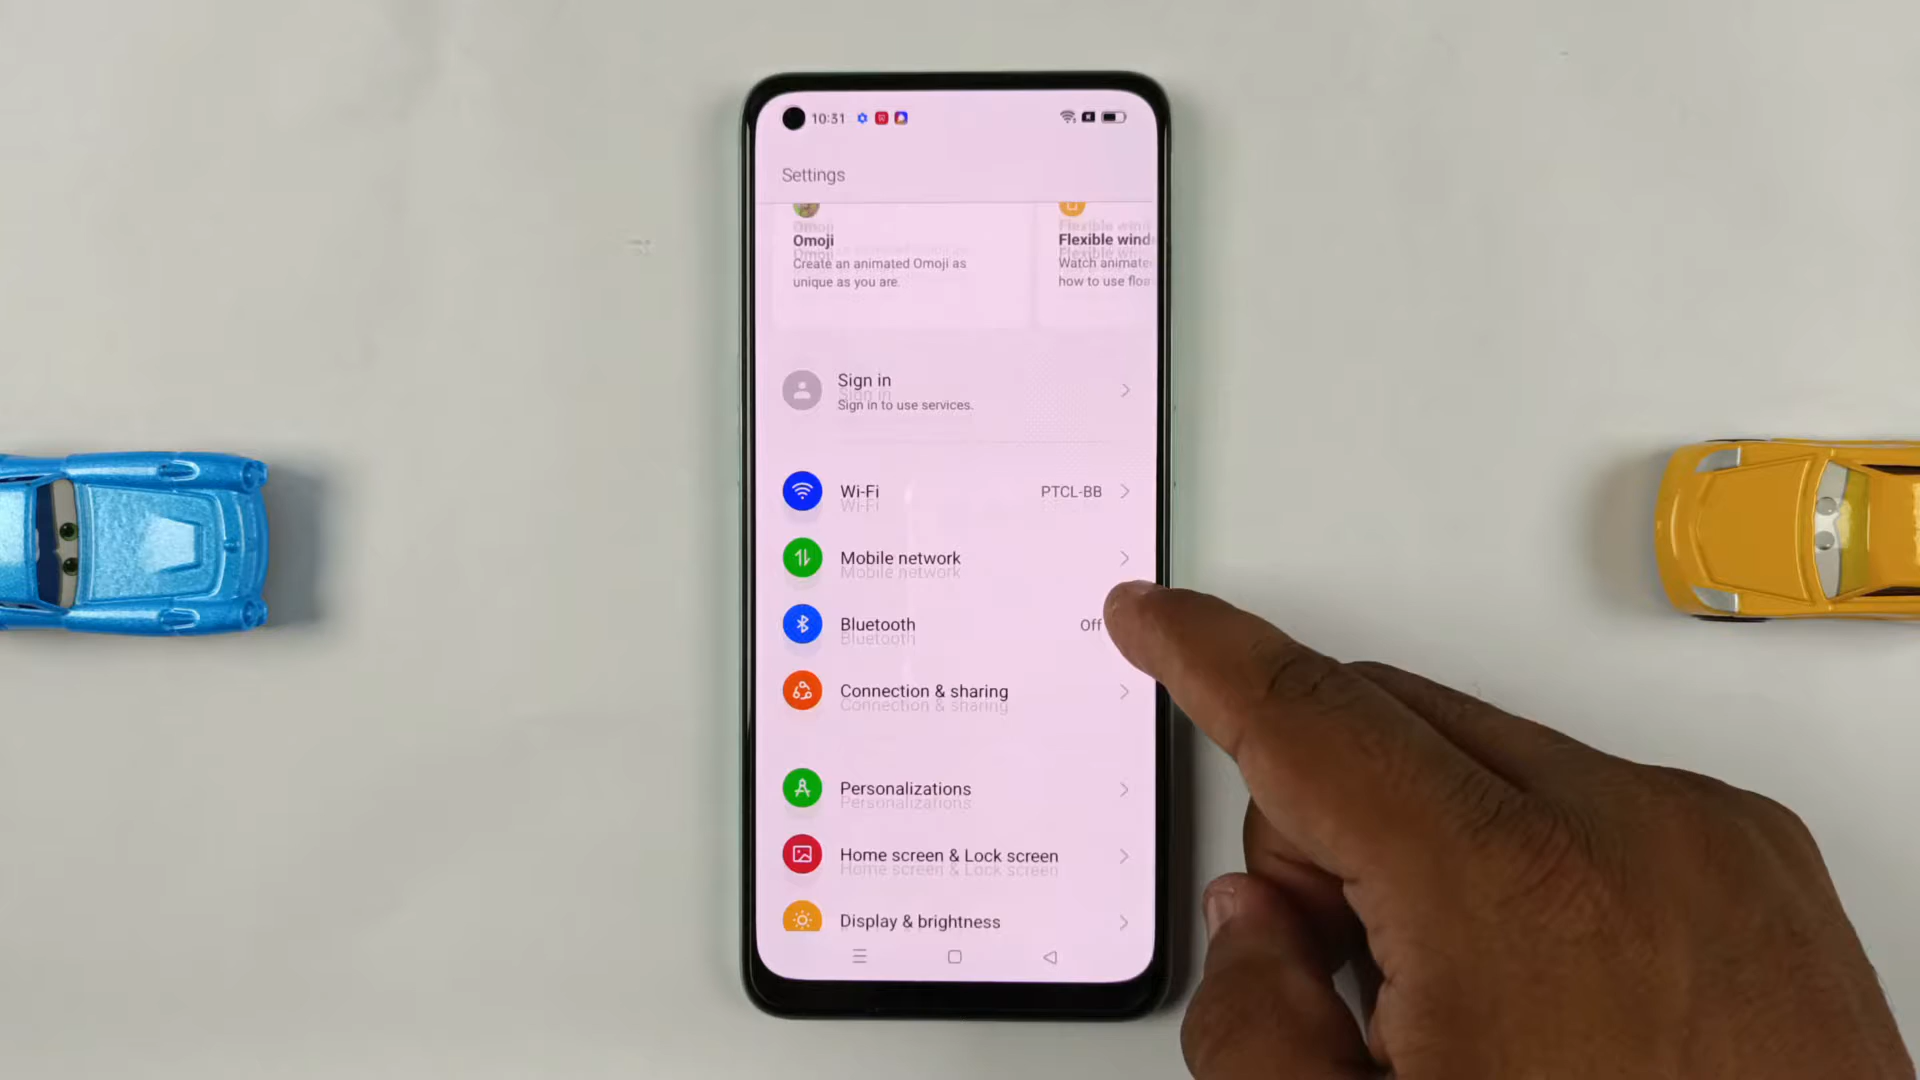 10:31
Settings
Omoji
Create an animated Omoji as
unique as you are.
Flexible wind
Watch animate
how to use floa
Sign in
Sign in to use services.
Wi-Fi
PTCL-BB
Mobile network
Bluetooth
Off
Connection & sharing
Personalizations
Home screen & Lock screen
Display & brightness